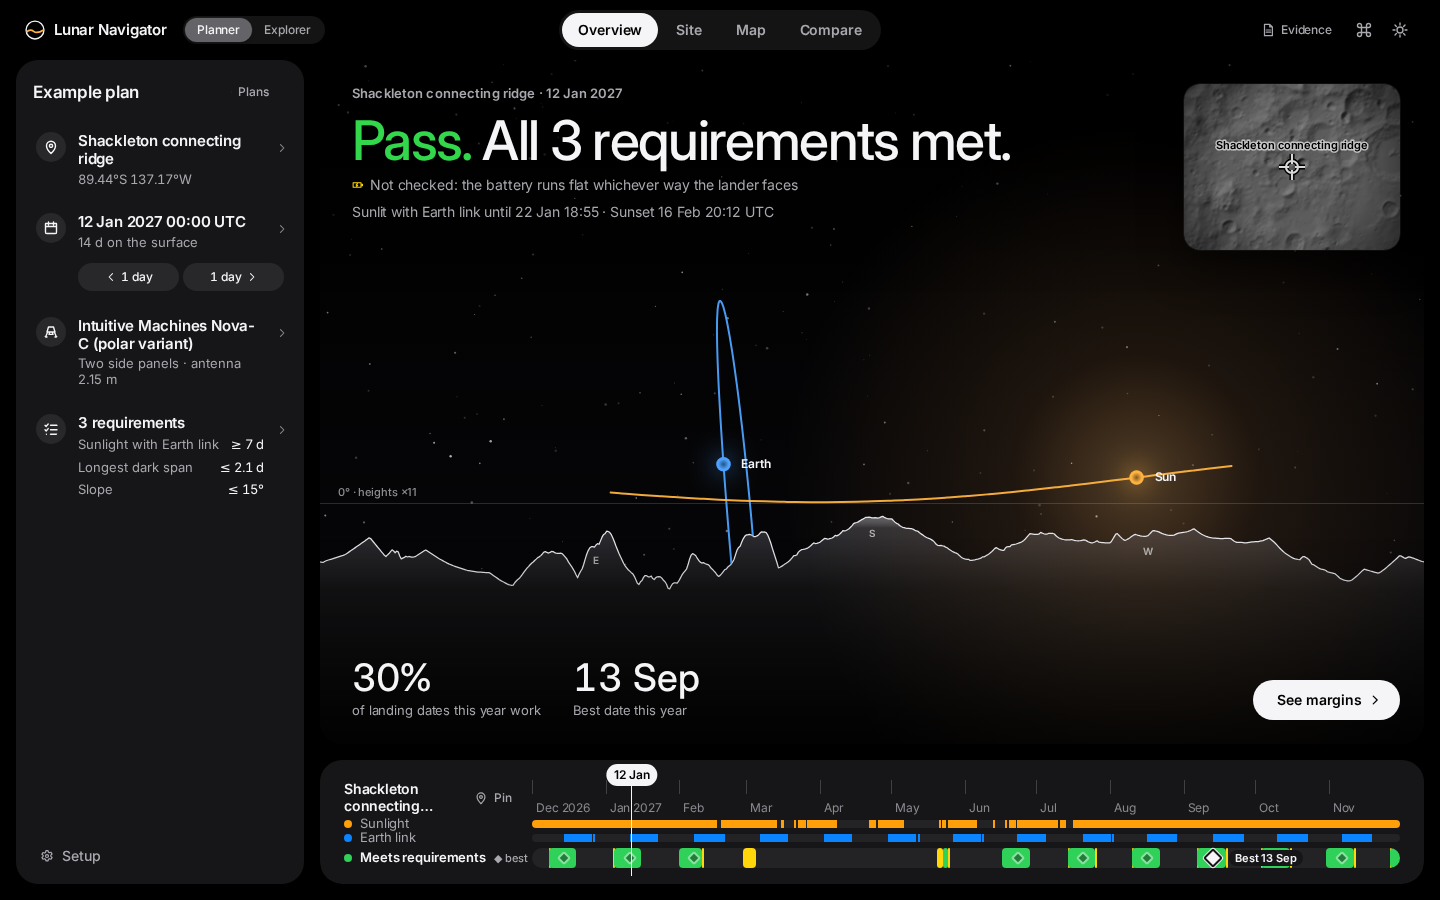 Lunar Navigator
Planner
Explorer
Overview
Site
Map
Compare
Evidence
Example plan
Plans
Shackleton connecting
ridge
89.44°S 137.17°W
12 Jan 2027 00:00 UTC
14 d on the surface
1 day
1 day
Intuitive Machines Nova-
C (polar variant)
Two side panels · antenna
2.15 m
3 requirements
Sunlight with Earth link ≥ 7 d
Longest dark span ≤ 2.1 d
Slope ≤ 15°
Setup
Shackleton connecting ridge · 12 Jan 2027
Pass. All 3 requirements met.
Not checked: the battery runs flat whichever way the lander faces
Sunlit with Earth link until 22 Jan 18:55 · Sunset 16 Feb 20:12 UTC
Shackleton connecting ridge
Earth
Sun
0° · heights ×11
E
S
W
30%
of landing dates this year work
13 Sep
Best date this year
See margins
12 Jan
Shackleton
connecting...
Pin
Dec 2026
Jan 2027
Feb
Mar
Apr
May
Jun
Jul
Aug
Sep
Oct
Nov
Sunlight
Earth link
Meets requirements ◆ best
Best 13 Sep